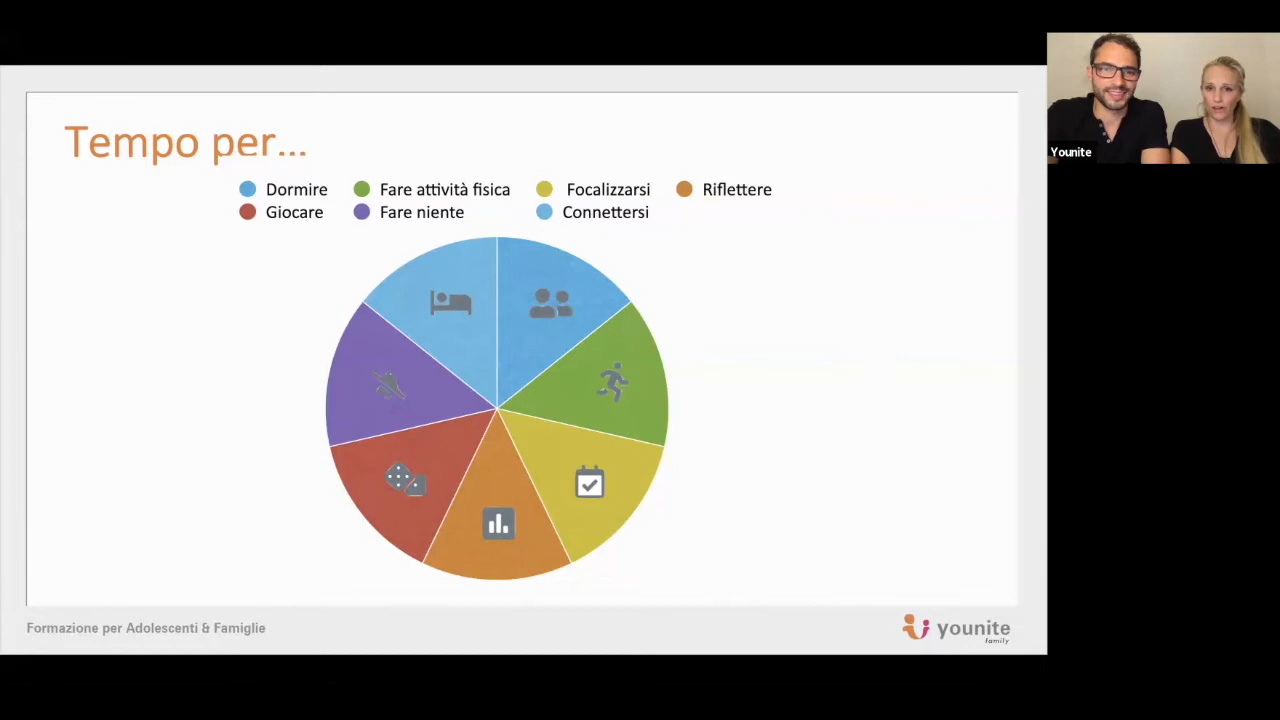 Tempo per...
Dormire Fare attività fisica Focalizzarsi Riflettere
Giocare Fare niente Connettersi
Younite
Formazione per Adolescenti & Famiglie
younite
family